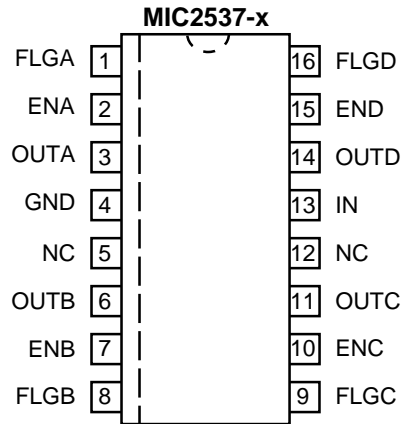 MIC2537-x
FLGA 1 16 FLGD
ENA 2 15 END
OUTA 3 14 OUTD
GND 4 13 IN
NC 5 12 NC
OUTB 6 11 OUTC
ENB 7 10 ENC
FLGB 8 9 FLGC